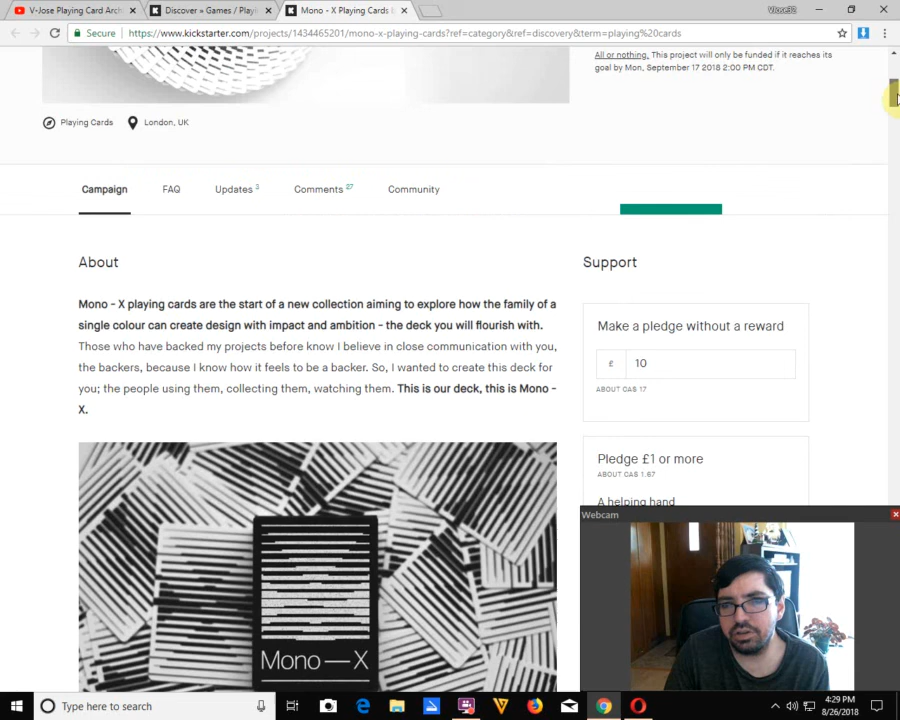 V-Jose Playing Card Arch
Discover » Games / Playi
Mono - X Playing Cards
VJose32
Secure
https://www.kickstarter.com/projects/1434465201/mono-x-playing-cards?ref=category&ref=discovery&term=playing%20cards
All or nothing. This project will only be funded if it reaches its
goal by Mon, September 17 2018 2:00 PM CDT.
Playing Cards
London, UK
Campaign
FAQ
Updates 3
Comments 27
Community
About
Support
Mono - X playing cards are the start of a new collection aiming to explore how the family of a
single colour can create design with impact and ambition - the deck you will flourish with.
Those who have backed my projects before know I believe in close communication with you,
the backers, because I know how it feels to be a backer. So, I wanted to create this deck for
you; the people using them, collecting them, watching them. This is our deck, this is Mono -
X.
Make a pledge without a reward
£ 10
ABOUT CA$ 17
Pledge £1 or more
ABOUT CA$ 1.67
A helping hand
Mono—X
Webcam
Type here to search
4:29 PM
8/26/2018